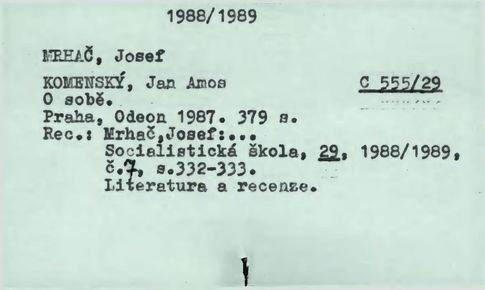 1988/1989
MRHAČ, Josef
KOMENSKÝ, Jan Amos C 555/29
O sobě.
Praha, Odeon 1987. 379 s.
Rec.: Mrhač,Josef:...
Socialistická škola, 29, 1988/1989,
č.7, s.332-333.
Literatura a recenze.